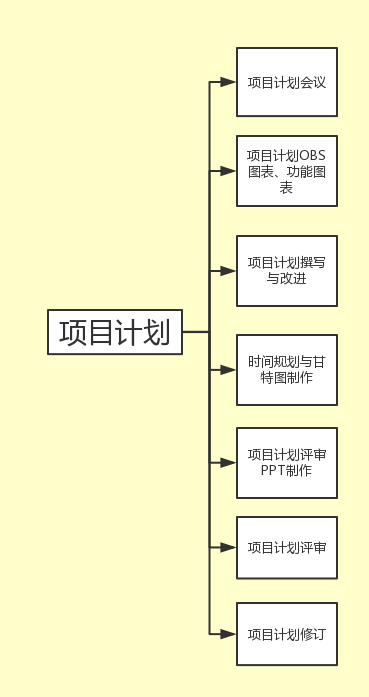 项目计划会议
项目计划OBS
图表、功能图
表
项目计划撰写
与改进
项目计划
时间规划与甘
特图制作
项目计划评审
PPT制作
项目计划评审
项目计划修订